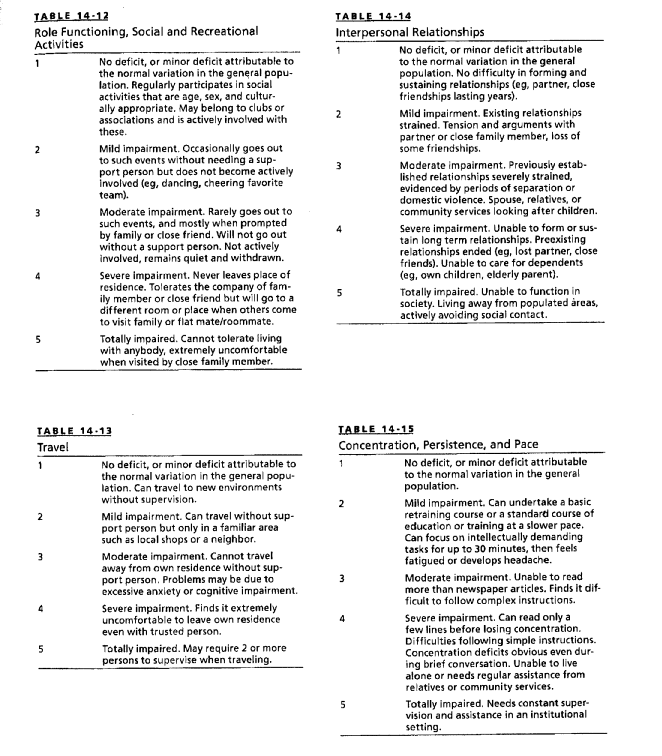 TABLE 14-12
Role Functioning, Social and Recreational
Activities
1 No deficit, or minor deficit attributable to
the normal variation in the general popu-
lation. Regularly participates in social
activities that are age, sex, and cultur-
ally appropriate. May belong to clubs or
associations and is actively involved with
these.
2 Mild impairment. Occasionally goes out
to such events without needing a sup-
port person but does not become actively
involved (eg, dancing, cheering favorite
team).
3 Moderate impairment. Rarely goes out to
such events, and mostly when prompted
by family or close friend. Will not go out
without a support person. Not actively
involved, remains quiet and withdrawn.
4 Severe impairment. Never leaves place of
residence. Tolerates the company of fam-
ily member or close friend but will go to a
different room or place when others come
to visit family or flat mate/roommate.
5 Totally impaired. Cannot tolerate living
with anybody, extremely uncomfortable
when visited by close family member.
TABLE 14-14
Interpersonal Relationships
1 No deficit, or minor deficit attributable
to the normal variation in the general
population. No difficulty in forming and
sustaining relationships (eg, partner, close
friendships lasting years).
2 Mild impairment. Existing relationships
strained. Tension and arguments with
partner or close family member, loss of
some friendships.
3 Moderate impairment. Previously estab-
lished relationships severely strained,
evidenced by periods of separation or
domestic violence. Spouse, relatives, or
community services looking after children.
4 Severe impairment. Unable to form or sus-
tain long term relationships. Preexisting
relationships ended (eg, lost partner, close
friends). Unable to care for dependents
(eg, own children, elderly parent).
5 Totally impaired. Unable to function in
society. Living away from populated areas,
actively avoiding social contact.
TABLE 14-13
Travel
1 No deficit, or minor deficit attributable to
the normal variation in the general popu-
lation. Can travel to new environments
without supervision.
2 Mild impairment. Can travel without sup-
port person but only in a familiar area
such as local shops or a neighbor.
3 Moderate impairment. Cannot travel
away from own residence without sup-
port person. Problems may be due to
excessive anxiety or cognitive impairment.
4 Severe impairment. Finds it extremely
uncomfortable to leave own residence
even with trusted person.
5 Totally impaired. May require 2 or more
persons to supervise when traveling.
TABLE 14-15
Concentration, Persistence, and Pace
1 No deficit, or minor deficit attributable
to the normal variation in the general
population.
2 Mild impairment. Can undertake a basic
retraining course or a standard course of
education or training at a slower pace.
Can focus on intellectually demanding
tasks for up to 30 minutes, then feels
fatigued or develops headache.
3 Moderate impairment. Unable to read
more than newspaper articles. Finds it dif-
ficult to follow complex instructions.
4 Severe impairment. Can read only a
few lines before losing concentration.
Difficulties following simple instructions.
Concentration deficits obvious even dur-
ing brief conversation. Unable to live
alone or needs regular assistance from
relatives or community services.
5 Totally impaired. Needs constant super-
vision and assistance in an institutional
setting.